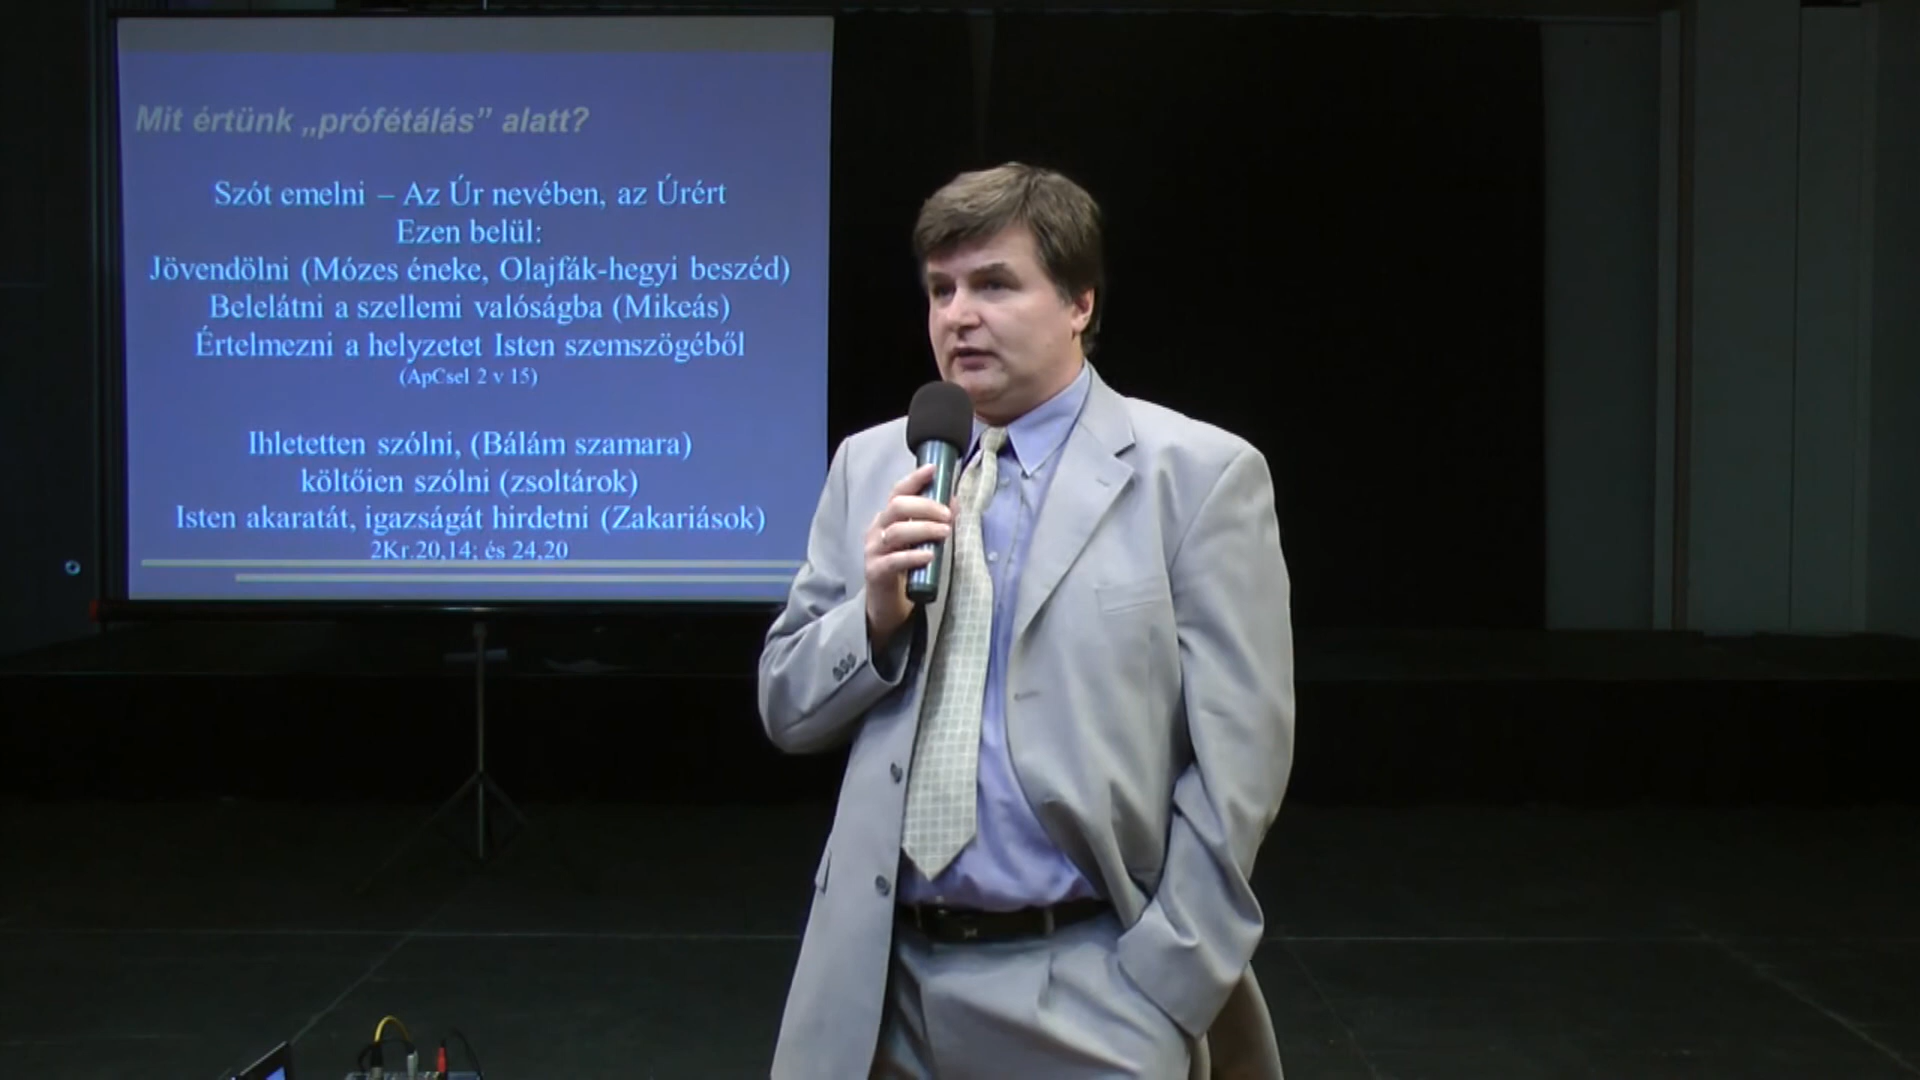 Mit értünk „prófétálás” alatt?
Szót emelni – Az Úr nevében, az Úrért
Ezen belül:
Jövendölni (Mózes éneke, Olajfák-hegyi beszéd)
Belelátni a szellemi valóságba (Mikeás)
Értelmezni a helyzetet Isten szemszögéből
(ApCsel 2 v 15)
Ihletetten szólni, (Bálám szamara)
költőien szólni (zsoltárok)
Isten akaratát, igazságát hirdetni (Zakariások)
2Kr.20,14; és 24,20